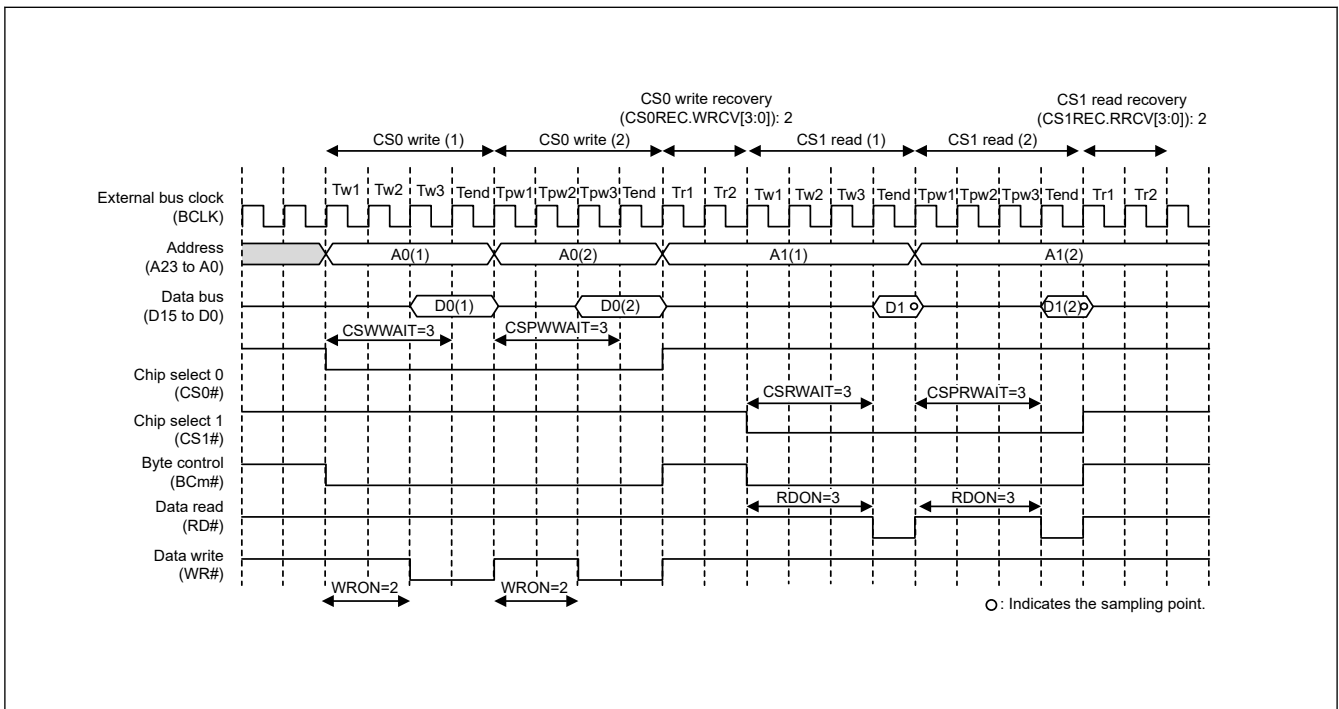 CS0 write recovery
(CS0REC.WRCV[3:0]): 2
CS1 read recovery
(CS1REC.RRCV[3:0]): 2
CS0 write (1) CS0 write (2) CS1 read (1) CS1 read (2)
Tw1 Tw2 Tw3 Tend Tpw1 Tpw2 Tpw3 Tend Tr1 Tr2 Tw1 Tw2 Tw3 Tend Tpw1 Tpw2 Tpw3 Tend Tr1 Tr2
External bus clock
(BCLK)
Address
(A23 to A0)
A0(1) A0(2) A1(1) A1(2)
Data bus
(D15 to D0)
D0(1) D0(2) D1 D1(2)
CSWWAIT=3 CSPWWAIT=3
Chip select 0
(CS0#)
CSRWAIT=3 CSPRWAIT=3
Chip select 1
(CS1#)
Byte control
(BCm#)
Data read
(RD#)
RDON=3 RDON=3
Data write
(WR#)
WRON=2 WRON=2
: Indicates the sampling point.